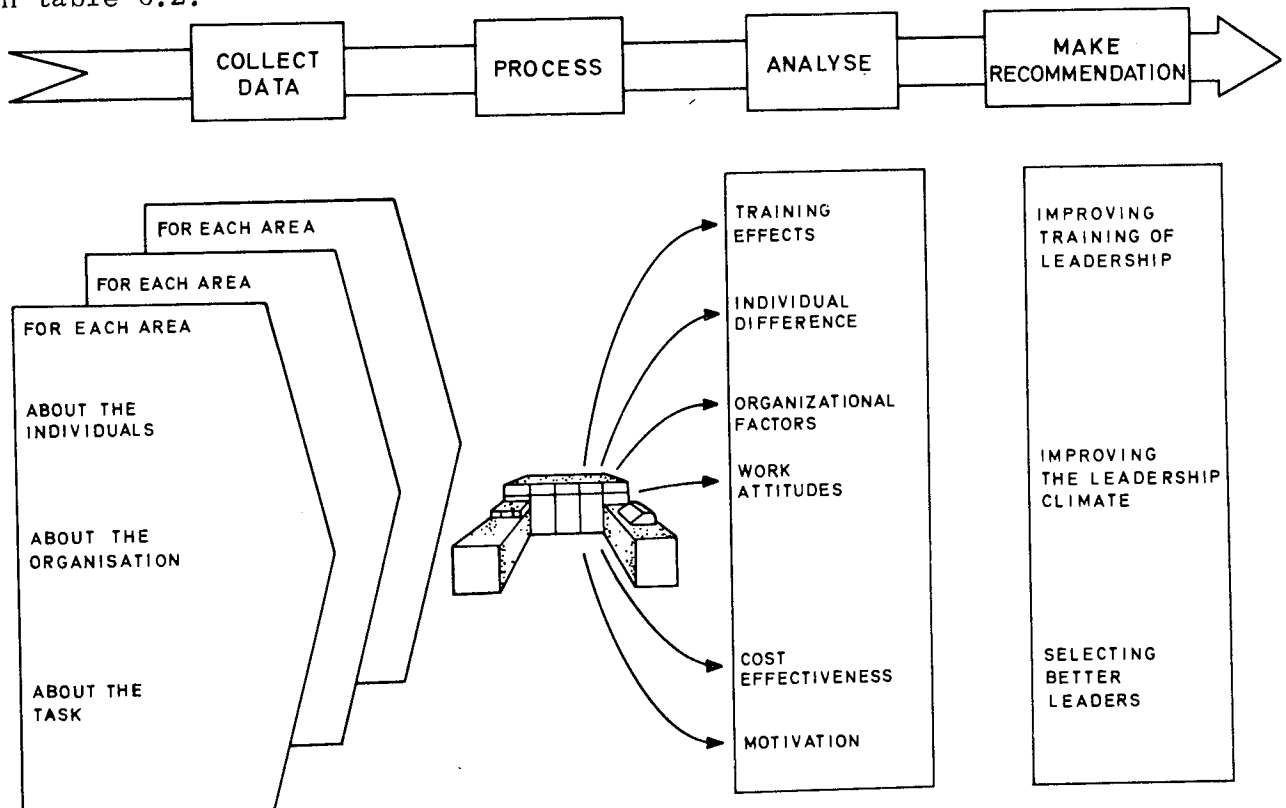 n table 6.2.
COLLECT
DATA
PROCESS
ANALYSE
MAKE
RECOMMENDATION
FOR EACH AREA
FOR EACH AREA
FOR EACH AREA
ABOUT THE
INDIVIDUALS
ABOUT THE
ORGANISATION
ABOUT THE
TASK
TRAINING
EFFECTS
INDIVIDUAL
DIFFERENCE
ORGANIZATIONAL
FACTORS
WORK
ATTITUDES
COST
EFFECTIVENESS
MOTIVATION
IMPROVING
TRAINING OF
LEADERSHIP
IMPROVING
THE LEADERSHIP
CLIMATE
SELECTING
BETTER
LEADERS